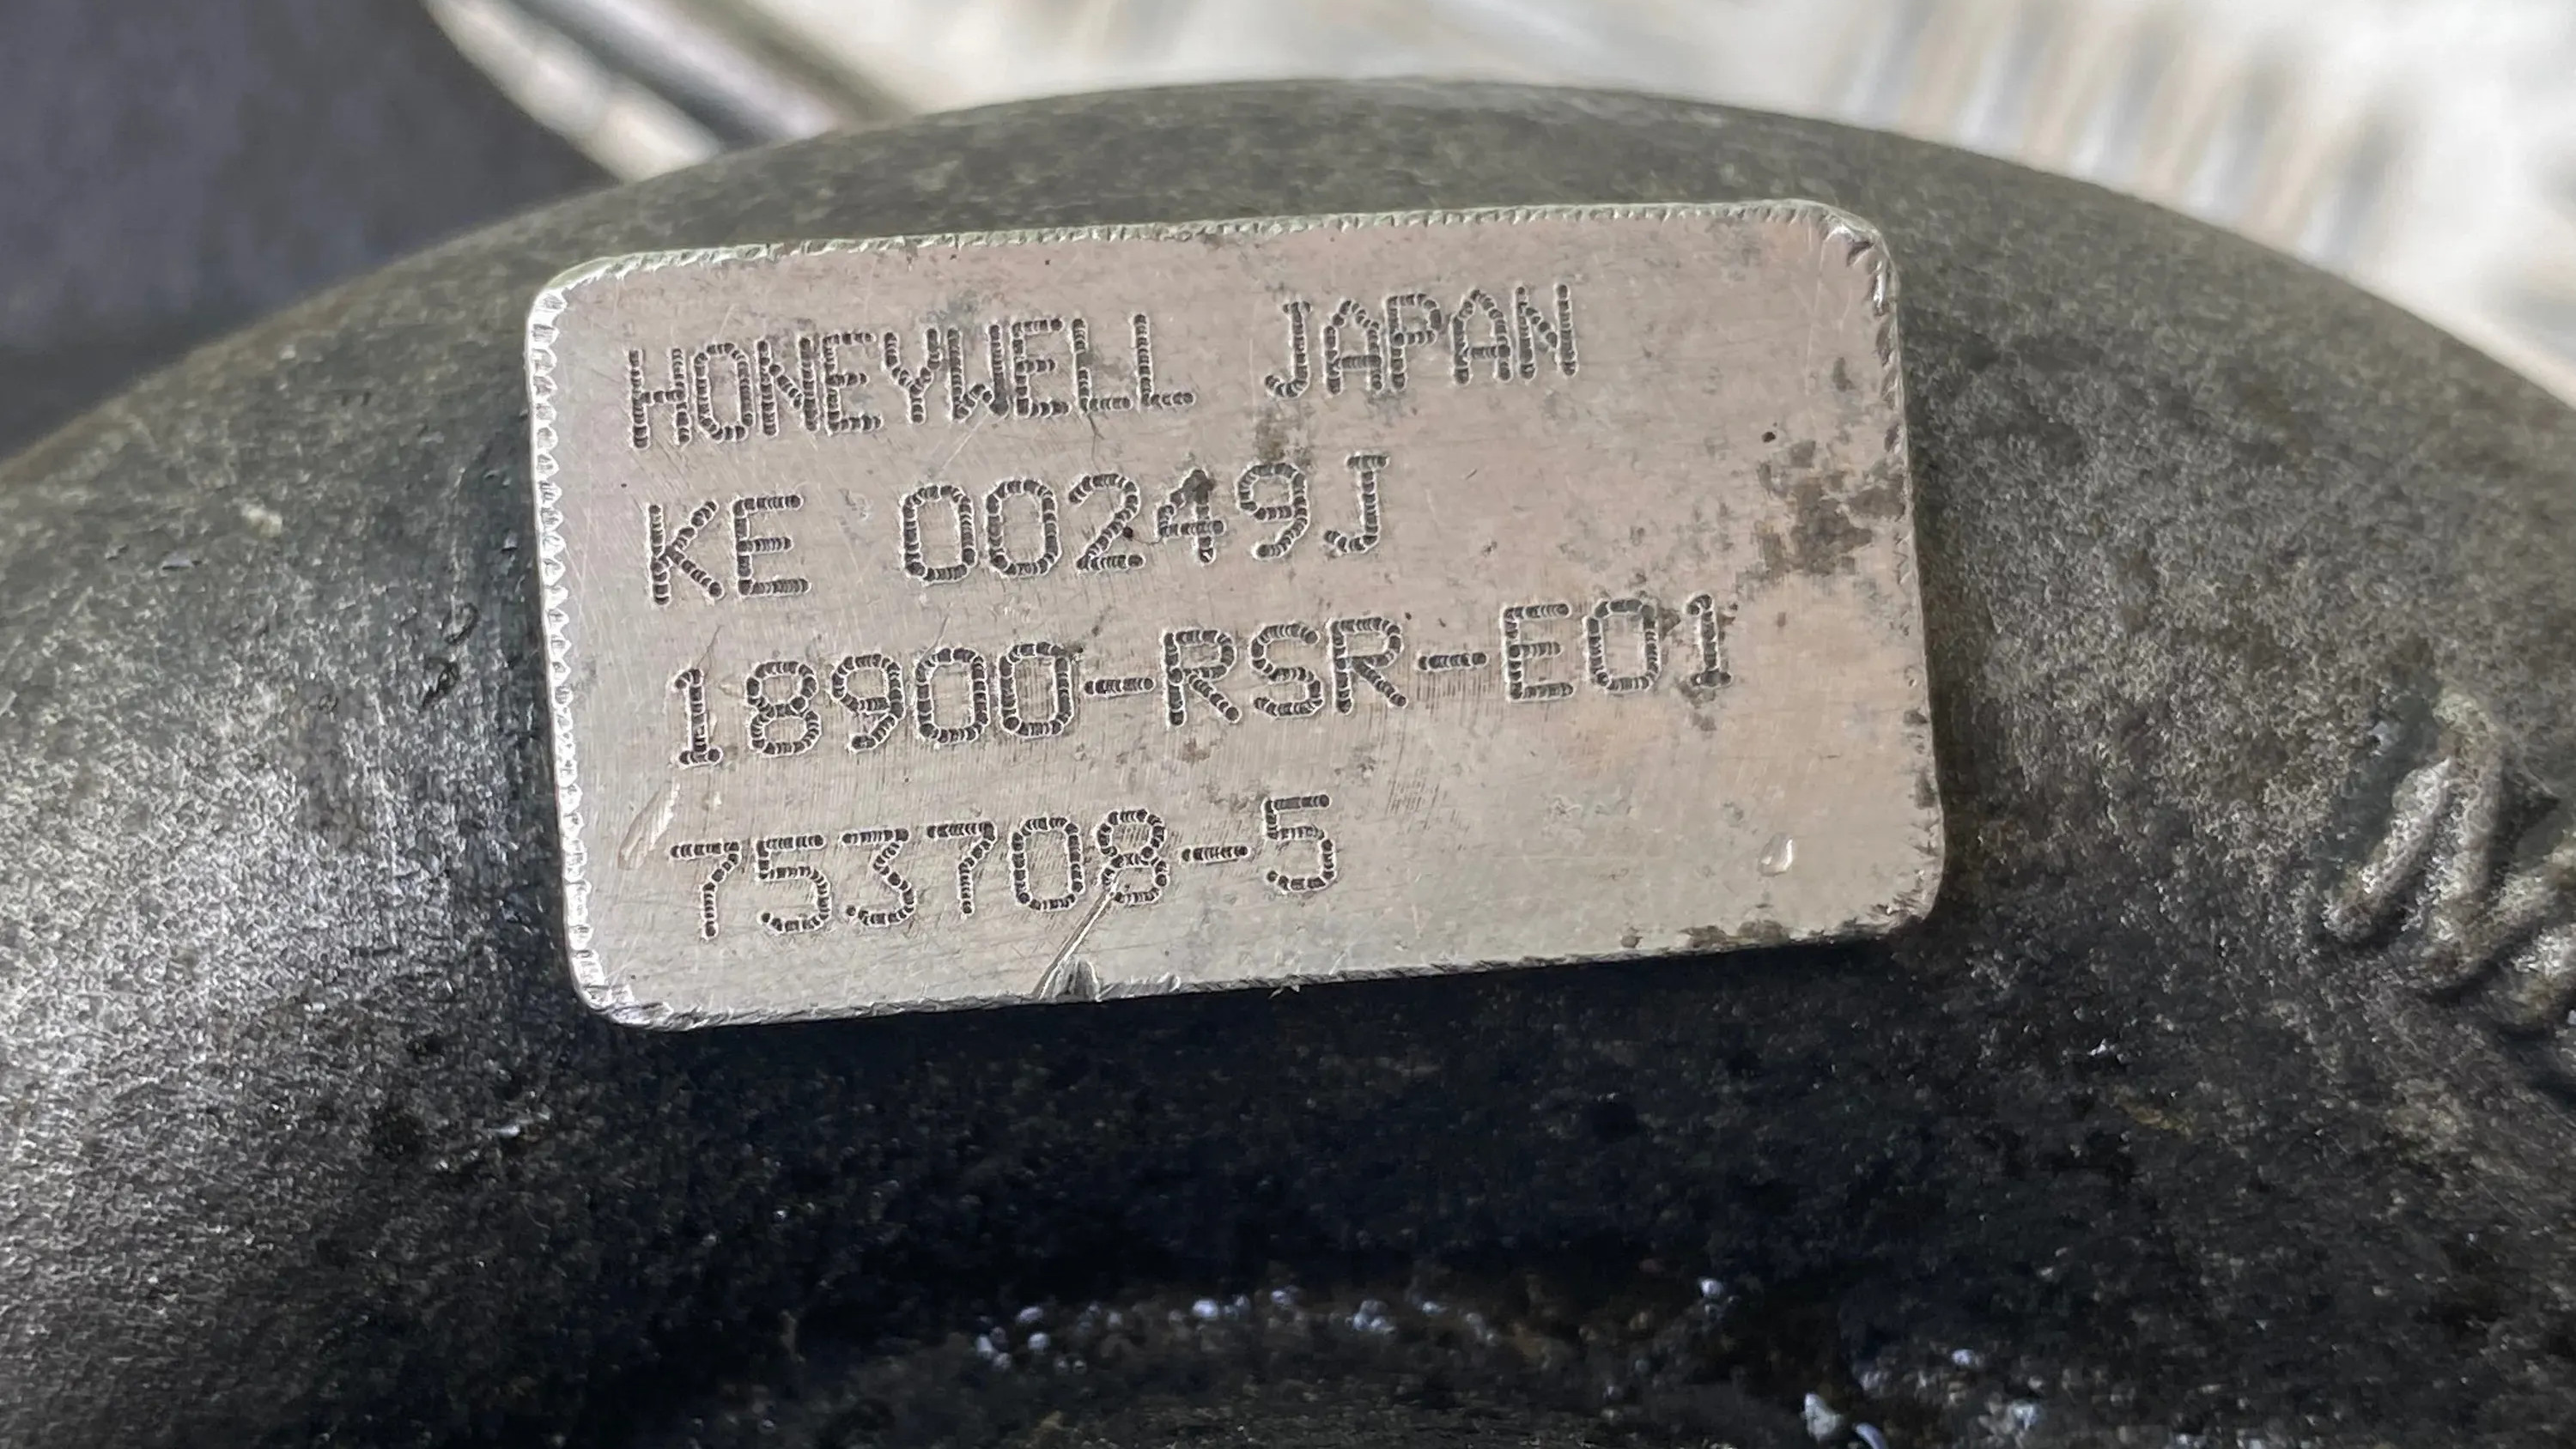 HONEYWELL JAPAN
KE 00249J
18900-RSR-E01
753708-5